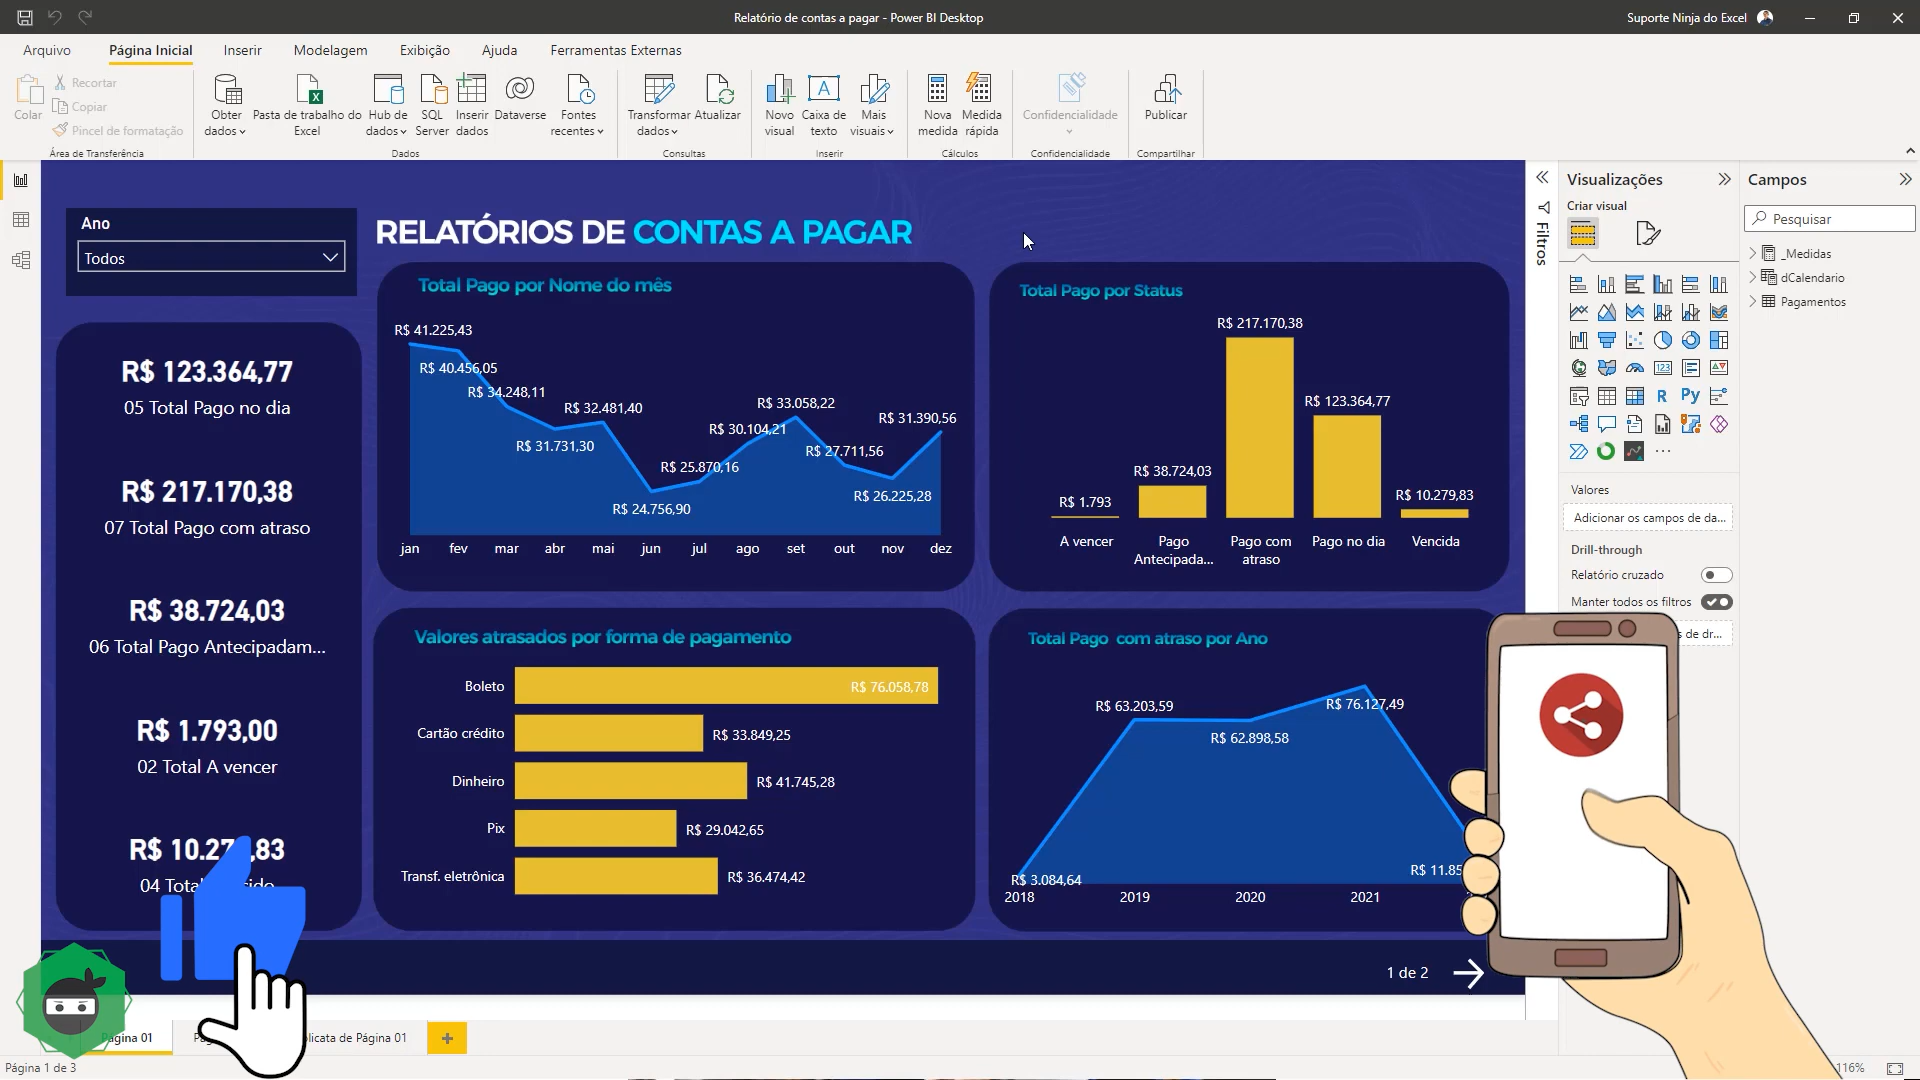 Relatório de contas a pagar - Power BI Desktop
Suporte Ninja do Excel
Arquivo
Página Inicial
Inserir
Modelagem
Exibição
Ajuda
Ferramentas Externas
Colar
Recortar
Copiar
Pincel de formatação
Área de Transferência
Obter dados
Pasta de trabalho do Excel
Hub de dados
SQL Server
Inserir dados
Dataverse
Fontes recentes
Dados
Transformar dados
Atualizar
Consultas
Novo visual
Caixa de texto
Mais visuais
Inserir
Nova medida
Medida rápida
Cálculos
Confidencialidade
Confidencialidade
Publicar
Compartilhar
Ano
Todos
RELATÓRIOS DE CONTAS A PAGAR
R$ 123.364,77
05 Total Pago no dia
R$ 217.170,38
07 Total Pago com atraso
R$ 38.724,03
06 Total Pago Antecipadam...
R$ 1.793,00
02 Total A vencer
04
Total Pago por Nome do mês
R$ 41.225,43
R$ 40.456,05
R$ 34.248,11
R$ 31.731,30
R$ 32.481,40
R$ 24.756,90
R$ 25.870,16
R$ 30.104,21
R$ 33.058,22
R$ 27.711,56
R$ 26.225,28
R$ 31.390,56
jan fev mar abr mai jun jul ago set out nov dez
Total Pago por Status
R$ 1.793
R$ 38.724,03
R$ 217.170,38
R$ 123.364,77
R$ 10.279,83
A vencer
Pago Antecipada...
Pago com atraso
Pago no dia
Vencida
Valores atrasados por forma de pagamento
Boleto R$ 76.058,78
Cartão crédito R$ 33.849,25
Dinheiro R$ 41.745,28
Pix R$ 29.042,65
Transf. eletrônica R$ 36.474,42
Total Pago com atraso por Ano
R$ 3.084,64
R$ 63.203,59
R$ 62.898,58
R$ 76.127,49
R$ 11.85
2018 2019 2020 2021
1 de 2
Filtros
Visualizações
Criar visual
123
R
Py
Valores
Adicionar os campos de da...
Drill-through
Relatório cruzado
Manter todos os filtros
s de dr...
Campos
Pesquisar
_Medidas
dCalendario
Pagamentos
Página 01
licata de Página 01
Página 1 de 3
116%